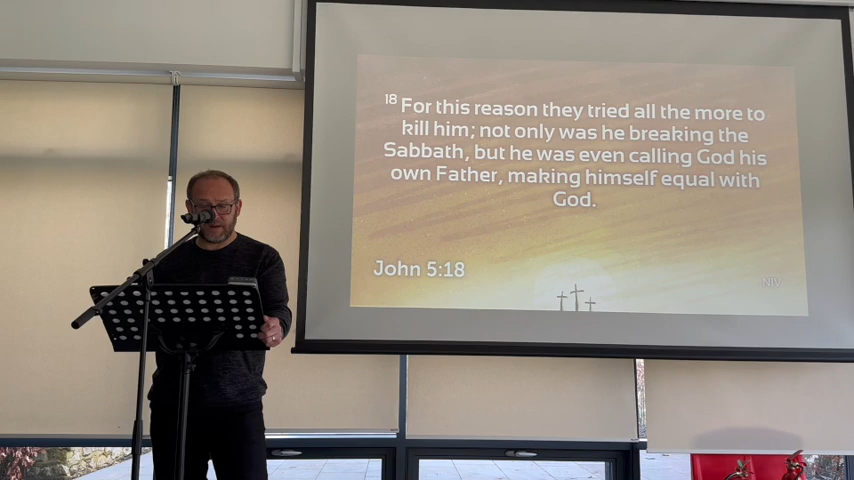 18 For this reason they tried all the more to
kill him; not only was he breaking the
Sabbath, but he was even calling God his
own Father, making himself equal with
God.
John 5:18
NIV